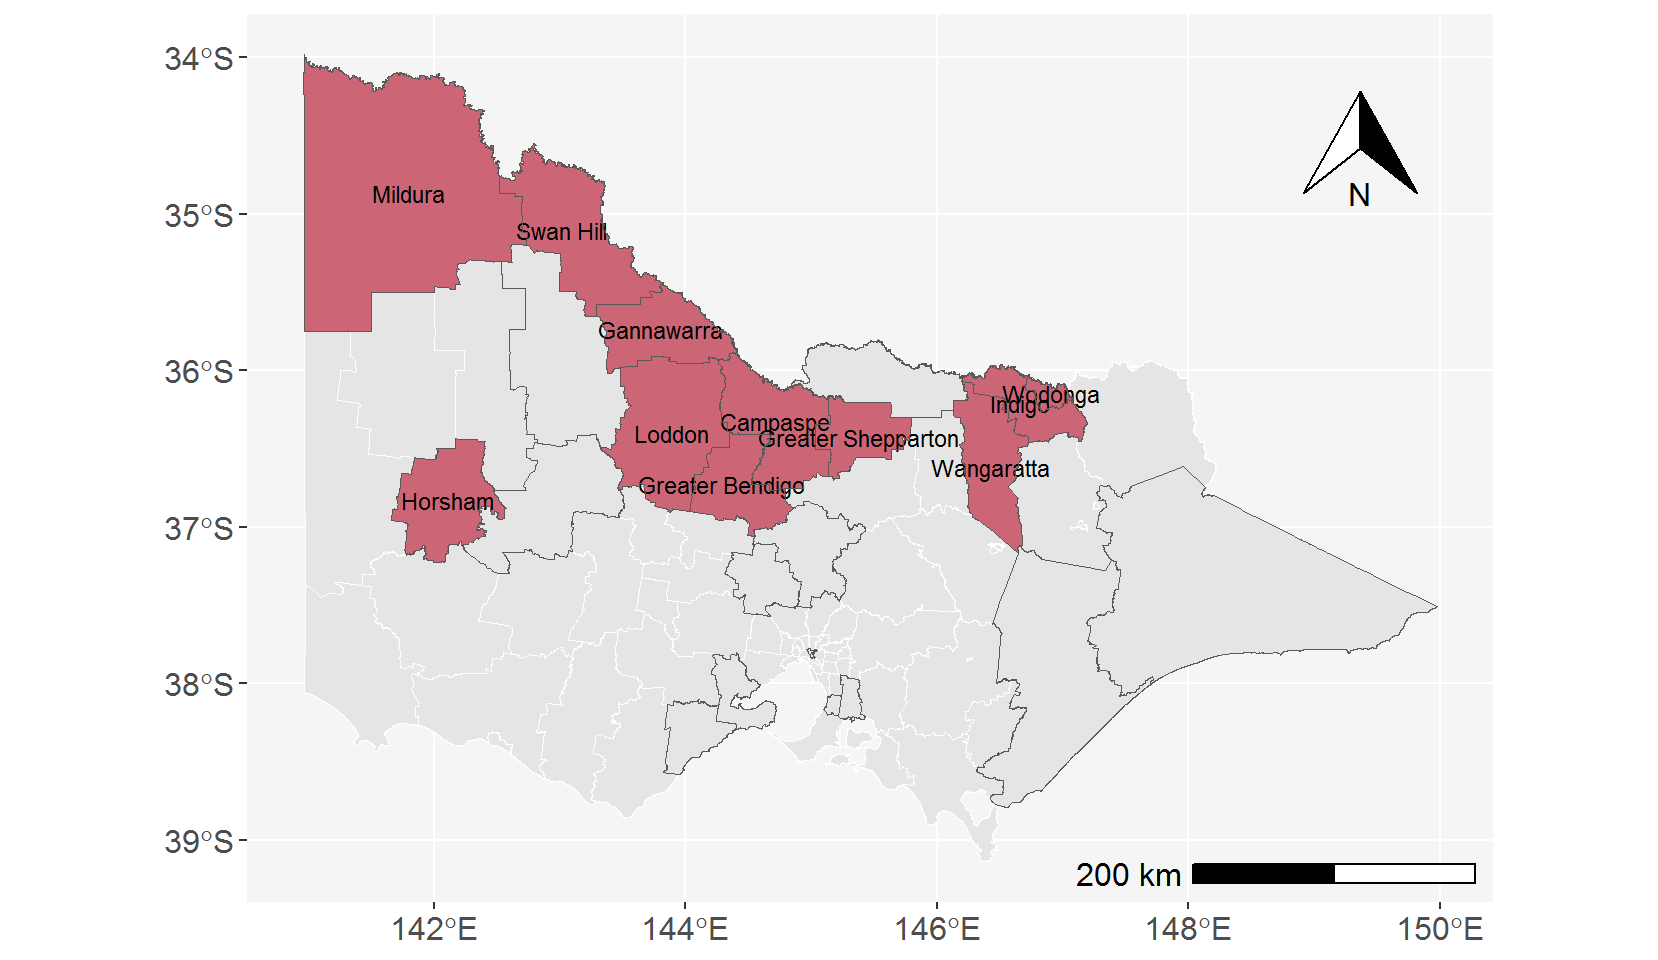 34°S
35°S
36°S
37°S
38°S
39°S
N
Mildura
Swan Hill
Gannawarra
Wodonga
Indigo
Campaspe
Loddon
Greater Shepparton
Wangaratta
Greater Bendigo
Horsham
200 km
142°E
144°E
146°E
148°E
150°E